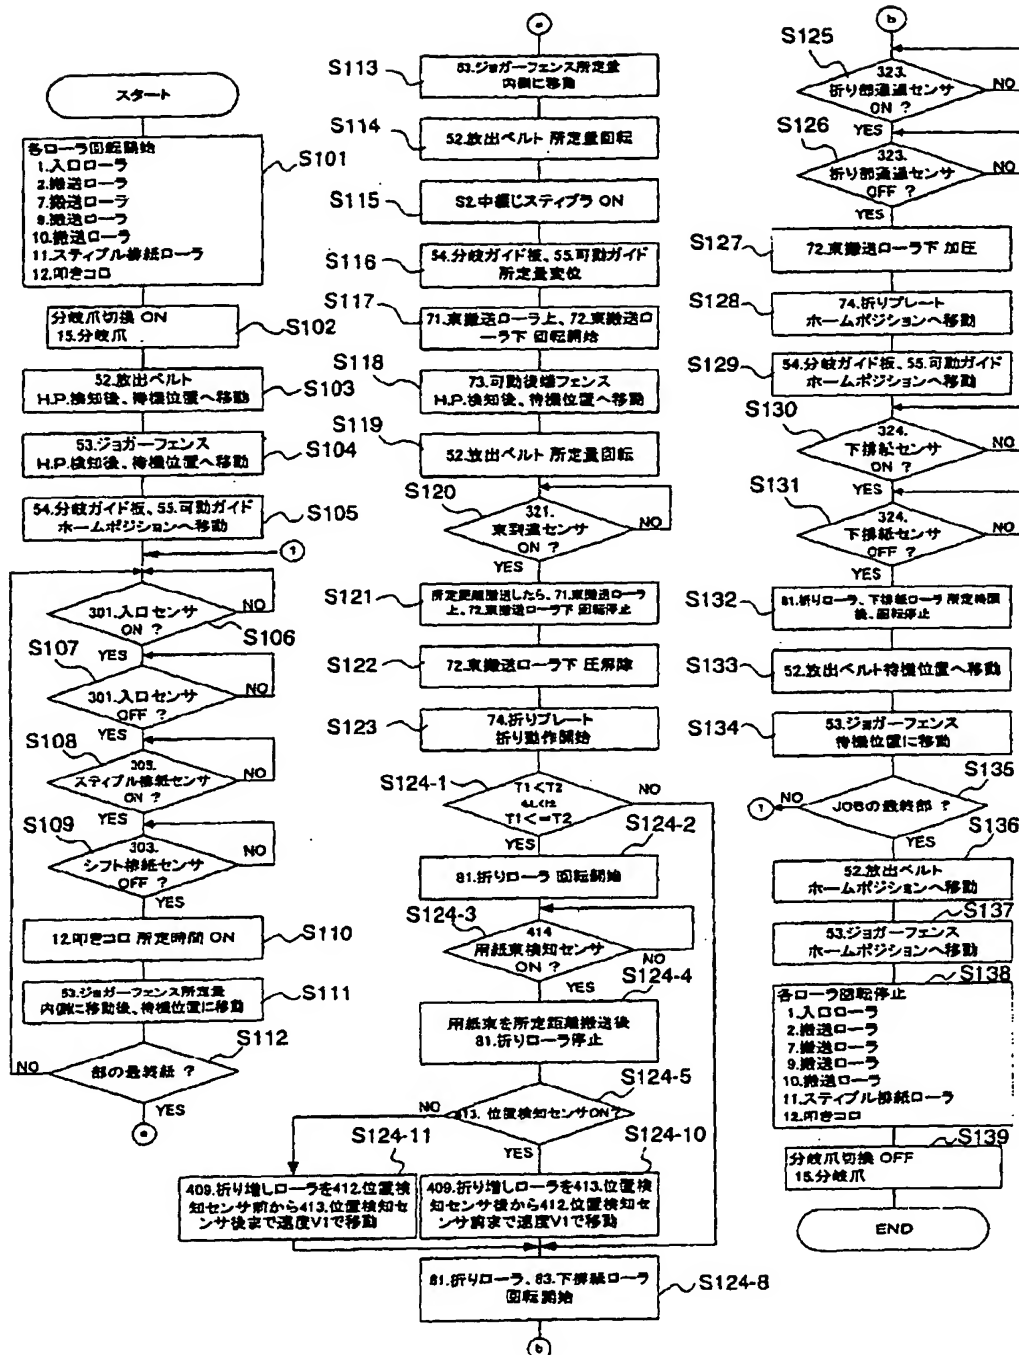 スタート
各ローラ回転開始
1.入口ローラ
2.搬送ローラ
7.搬送ローラ
9.搬送ローラ
10.搬送ローラ
11.スティプル排紙ローラ
12.叩きコロ
S101
分岐爪切換 ON
15.分岐爪
S102
52.放出ベルト
H.P.検知後、待機位置へ移動
S103
53.ジョガーフェンス
H.P.検知後、待機位置へ移動
S104
54.分岐ガイド板、55.可動ガイド
ホームポジションへ移動
S105
1
301.入口センサ
ON ?
NO
S106
YES
S107
301.入口センサ
OFF ?
NO
YES
S108
305.
スティプル排紙センサ
ON ?
NO
YES
S109
303.
シフト排紙センサ
OFF ?
NO
YES
12.叩きコロ 所定時間 ON
S110
53.ジョガーフェンス所定量
内側に移動後、待機位置に移動
S111
S112
部の最終紙 ?
NO
YES
a
a
S113
53.ジョガーフェンス所定量
内側に移動
S114
52.放出ベルト 所定量回転
S115
S2.中綴じスティプラ ON
S116
54.分岐ガイド板、55.可動ガイド
所定量変位
S117
71.束搬送ローラ上、72.束搬送ロ
ーラ下 回転開始
S118
73.可動後端フェンス
H.P.検知後、待機位置へ移動
S119
52.放出ベルト 所定量回転
S120
321.
束到達センサ
ON ?
NO
YES
S121
所定距離搬送したら、71.束搬送ローラ
上、72.束搬送ローラ下 回転停止
S122
72.束搬送ローラ下 圧解除
S123
74.折りプレート
折り動作開始
S124-1
T1<T2
もしくは
T1<=T2
NO
YES
S124-2
81.折りローラ 回転開始
S124-3
414
用紙束検知センサ
ON ?
NO
YES
S124-4
用紙束を所定距離搬送後
81.折りローラ停止
S124-5
413. 位置検知センサON?
NO
YES
S124-11
S124-10
409.折り増しローラを412.位置検
知センサ前から413.位置検知セ
ンサ後まで速度V1で移動
409.折り増しローラを413.位置検
知センサ後から412.位置検知セ
ンサ前まで速度V1で移動
81.折りローラ、83.下排紙ローラ
回転開始
S124-8
b
b
S125
323.
折り部通過センサ
ON ?
NO
YES
S126
323.
折り部通過センサ
OFF ?
NO
YES
S127
72.束搬送ローラ下 加圧
S128
74.折りプレート
ホームポジションへ移動
S129
54.分岐ガイド板、55.可動ガイド
ホームポジションへ移動
S130
324.
下排紙センサ
ON ?
NO
YES
S131
324.
下排紙センサ
OFF ?
NO
YES
S132
81.折りローラ、下排紙ローラ 所定時間
後、回転停止
S133
52.放出ベルト待機位置へ移動
S134
53.ジョガーフェンス
待機位置に移動
S135
JOBの最終部 ?
NO
1
YES
S136
52.放出ベルト
ホームポジションへ移動
S137
53.ジョガーフェンス
ホームポジションへ移動
S138
各ローラ回転停止
1.入口ローラ
2.搬送ローラ
7.搬送ローラ
9.搬送ローラ
10.搬送ローラ
11.スティプル排紙ローラ
12.叩きコロ
S139
分岐爪切換 OFF
15.分岐爪
END